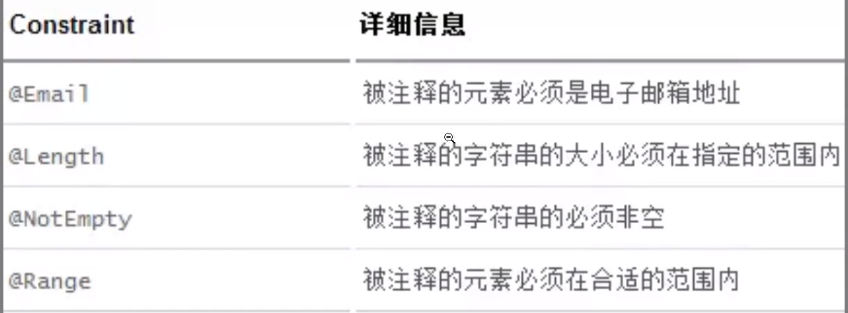 Constraint 详细信息
@Email 被注释的元素必须是电子邮箱地址
@Length 被注释的字符串的大小必须在指定的范围内
@NotEmpty 被注释的字符串的必须非空
@Range 被注释的元素必须在合适的范围内